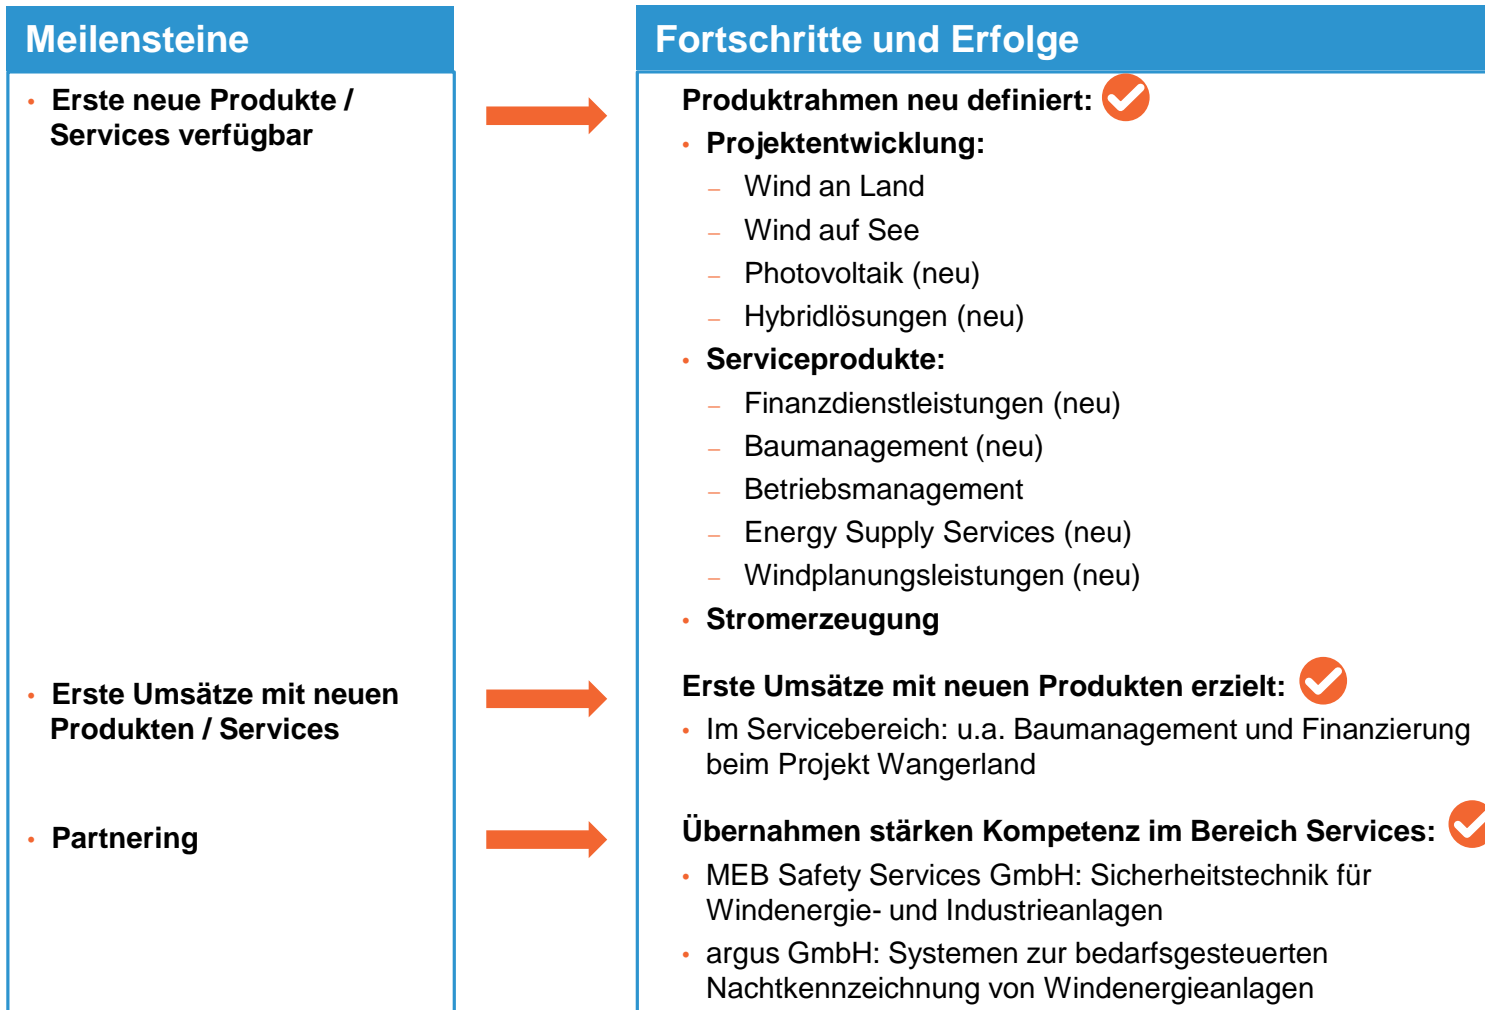 Meilensteine
• Erste neue Produkte /
Services verfügbar
• Erste Umsätze mit neuen
Produkten / Services
• Partnering
Fortschritte und Erfolge
Produktrahmen neu definiert:
• Projektentwicklung:
– Wind an Land
– Wind auf See
– Photovoltaik (neu)
– Hybridlösungen (neu)
• Serviceprodukte:
– Finanzdienstleistungen (neu)
– Baumanagement (neu)
– Betriebsmanagement
– Energy Supply Services (neu)
– Windplanungsleistungen (neu)
• Stromerzeugung
Erste Umsätze mit neuen Produkten erzielt:
• Im Servicebereich: u.a. Baumanagement und Finanzierung
beim Projekt Wangerland
Übernahmen stärken Kompetenz im Bereich Services:
• MEB Safety Services GmbH: Sicherheitstechnik für
Windenergie- und Industrieanlagen
• argus GmbH: Systemen zur bedarfsgesteuerten
Nachtkennzeichnung von Windenergieanlagen